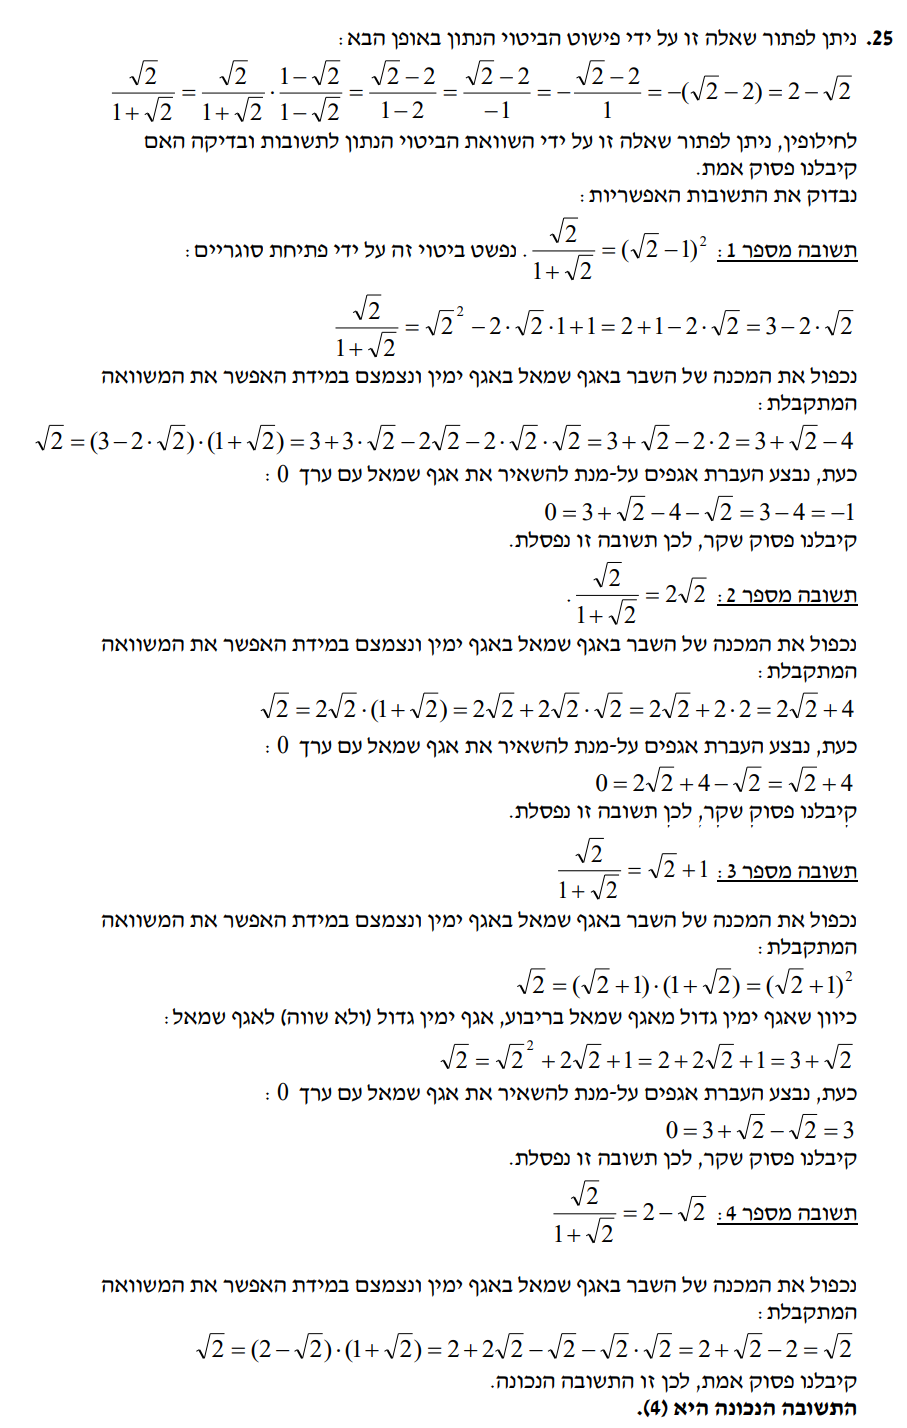 25. ניתן לפתור שאלה זו על ידי פישוט הביטוי הנתון באופן הבא:
$\frac{\sqrt{2}}{1+\sqrt{2}} = \frac{\sqrt{2}}{1+\sqrt{2}} \cdot \frac{1-\sqrt{2}}{1-\sqrt{2}} = \frac{\sqrt{2}-2}{1-2} = \frac{\sqrt{2}-2}{-1} = -\frac{\sqrt{2}-2}{1} = -(\sqrt{2}-2) = 2-\sqrt{2}$
לחילופין, ניתן לפתור שאלה זו על ידי השוואת הביטוי הנתון לתשובות ובדיקה האם
קיבלנו פסוק אמת.
נבדוק את התשובות האפשריות:
תשובה מספר 1: $\frac{\sqrt{2}}{1+\sqrt{2}} = (\sqrt{2}-1)^2$. נפשט ביטוי זה על ידי פתיחת סוגריים:
$\frac{\sqrt{2}}{1+\sqrt{2}} = \sqrt{2}^2 - 2 \cdot \sqrt{2} \cdot 1 + 1 = 2+1-2 \cdot \sqrt{2} = 3-2 \cdot \sqrt{2}$
נכפול את המכנה של השבר באגף שמאל באגף ימין ונצמצם במידת האפשר את המשוואה
המתקבלת:
$\sqrt{2} = (3-2 \cdot \sqrt{2}) \cdot (1+\sqrt{2}) = 3+3 \cdot \sqrt{2} - 2\sqrt{2} - 2 \cdot \sqrt{2} \cdot \sqrt{2} = 3+\sqrt{2}-2 \cdot 2 = 3+\sqrt{2}-4$
כעת, נבצע העברת אגפים על-מנת להשאיר את אגף שמאל עם ערך 0:
$0 = 3+\sqrt{2}-4-\sqrt{2} = 3-4 = -1$
קיבלנו פסוק שקר, לכן תשובה זו נפסלת.
תשובה מספר 2: $\frac{\sqrt{2}}{1+\sqrt{2}} = 2\sqrt{2}$.
נכפול את המכנה של השבר באגף שמאל באגף ימין ונצמצם במידת האפשר את המשוואה
המתקבלת:
$\sqrt{2} = 2\sqrt{2} \cdot (1+\sqrt{2}) = 2\sqrt{2}+2\sqrt{2} \cdot \sqrt{2} = 2\sqrt{2}+2 \cdot 2 = 2\sqrt{2}+4$
כעת, נבצע העברת אגפים על-מנת להשאיר את אגף שמאל עם ערך 0:
$0 = 2\sqrt{2}+4-\sqrt{2} = \sqrt{2}+4$
קיבלנו פסוק שקר, לכן תשובה זו נפסלת.
תשובה מספר 3: $\frac{\sqrt{2}}{1+\sqrt{2}} = \sqrt{2}+1$
נכפול את המכנה של השבר באגף שמאל באגף ימין ונצמצם במידת האפשר את המשוואה
המתקבלת:
$\sqrt{2} = (\sqrt{2}+1) \cdot (1+\sqrt{2}) = (\sqrt{2}+1)^2$
כיוון שאגף ימין גדול מאגף שמאל בריבוע, אגף ימין גדול (ולא שווה) לאגף שמאל:
$\sqrt{2} = \sqrt{2}^2 + 2\sqrt{2}+1 = 2+2\sqrt{2}+1 = 3+\sqrt{2}$
כעת, נבצע העברת אגפים על-מנת להשאיר את אגף שמאל עם ערך 0:
$0 = 3+\sqrt{2}-\sqrt{2} = 3$
קיבלנו פסוק שקר, לכן תשובה זו נפסלת.
תשובה מספר 4: $\frac{\sqrt{2}}{1+\sqrt{2}} = 2-\sqrt{2}$
נכפול את המכנה של השבר באגף שמאל באגף ימין ונצמצם במידת האפשר את המשוואה
המתקבלת:
$\sqrt{2} = (2-\sqrt{2}) \cdot (1+\sqrt{2}) = 2+2\sqrt{2}-\sqrt{2}-\sqrt{2} \cdot \sqrt{2} = 2+\sqrt{2}-2 = \sqrt{2}$
קיבלנו פסוק אמת, לכן זו התשובה הנכונה.
התשובה הנכונה היא (4).